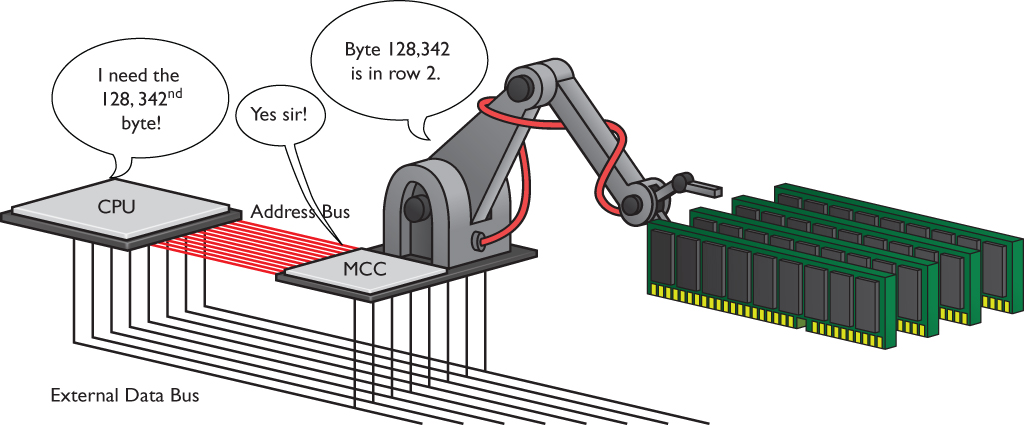 I need the
128, 342nd
byte!
Yes sir!
Byte 128,342
is in row 2.
CPU
Address Bus
MCC
External Data Bus